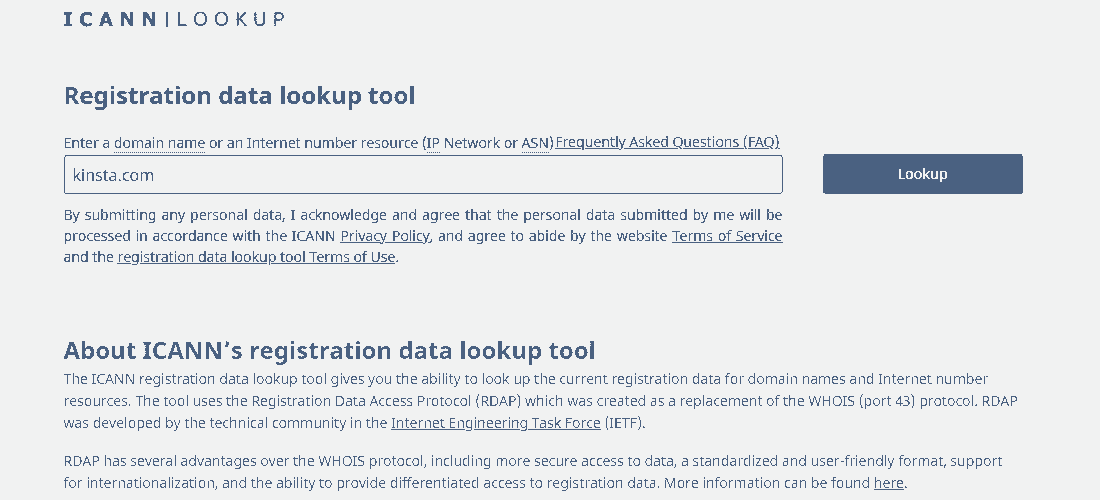 ICANN|LOOKUP
Registration data lookup tool
Enter a domain name or an Internet number resource (IP Network or ASN) Frequently Asked Questions (FAQ)
kinsta.com
Lookup
By submitting any personal data, I acknowledge and agree that the personal data submitted by me will be
processed in accordance with the ICANN Privacy Policy, and agree to abide by the website Terms of Service
and the registration data lookup tool Terms of Use.
About ICANN's registration data lookup tool
The ICANN registration data lookup tool gives you the ability to look up the current registration data for domain names and Internet number
resources. The tool uses the Registration Data Access Protocol (RDAP) which was created as a replacement of the WHOIS (port 43) protocol. RDAP
was developed by the technical community in the Internet Engineering Task Force (IETF).
RDAP has several advantages over the WHOIS protocol, including more secure access to data, a standardized and user-friendly format, support
for internationalization, and the ability to provide differentiated access to registration data. More information can be found here.